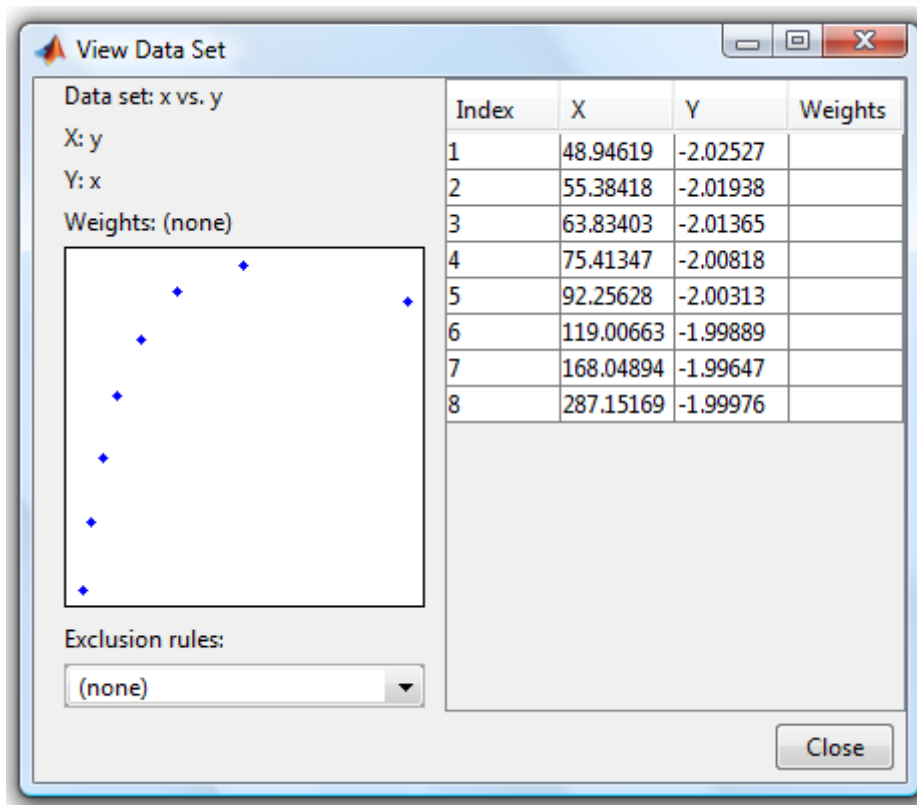 View Data Set
Data set: x vs. y
X: y
Y: x
Weights: (none)
Exclusion rules:
(none)
Index X Y Weights
1 48.94619 -2.02527
2 55.38418 -2.01938
3 63.83403 -2.01365
4 75.41347 -2.00818
5 92.25628 -2.00313
6 119.00663 -1.99889
7 168.04894 -1.99647
8 287.15169 -1.99976
Close